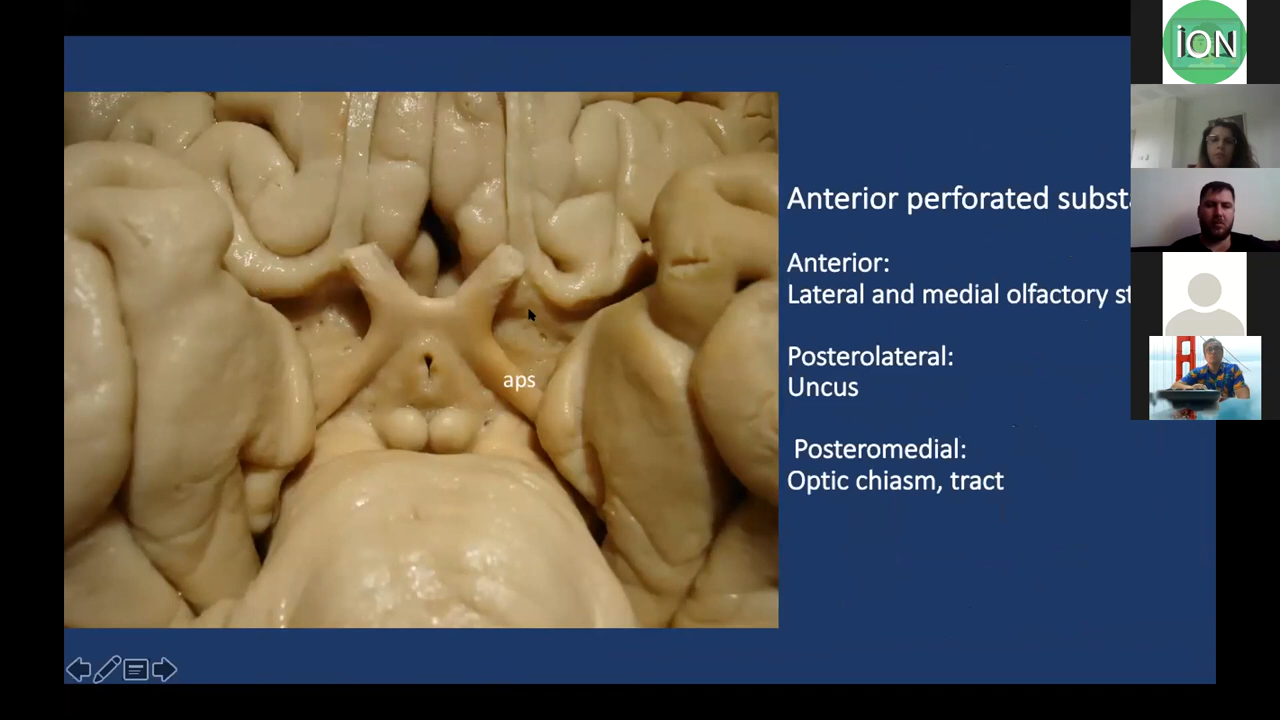 iON
Anterior perforated subst
Anterior:
Lateral and medial olfactory st
Posterolateral:
Uncus
aps
Posteromedial:
Optic chiasm, tract